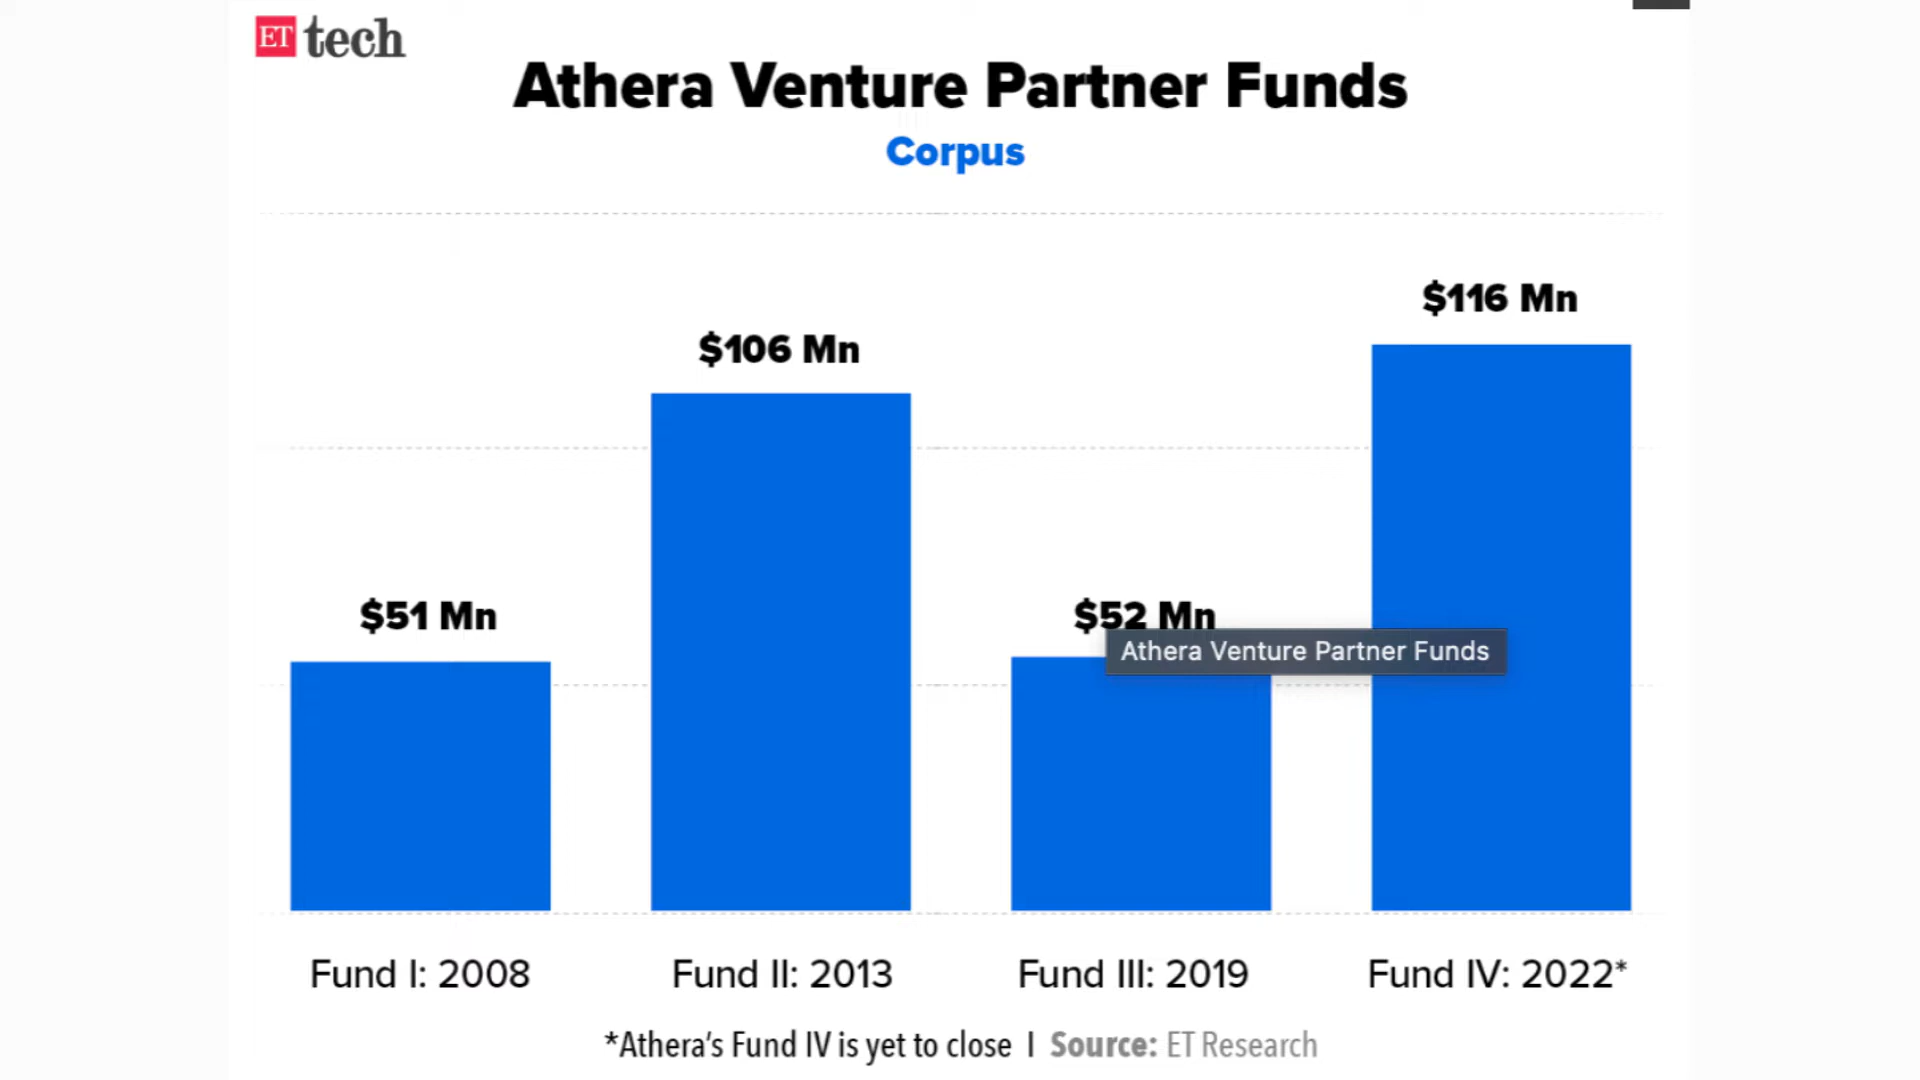 ET tech
Athera Venture Partner Funds
Corpus
$116 Mn
$106 Mn
$51 Mn
$52 Mn
Athera Venture Partner Funds
Fund I: 2008
Fund II: 2013
Fund III: 2019
Fund IV: 2022*
*Athera’s Fund IV is yet to close | Source: ET Research